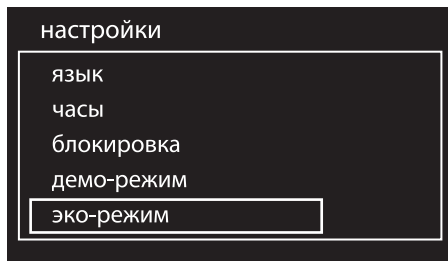 настройки
язык
часы
блокировка
демо-режим
эко-режим